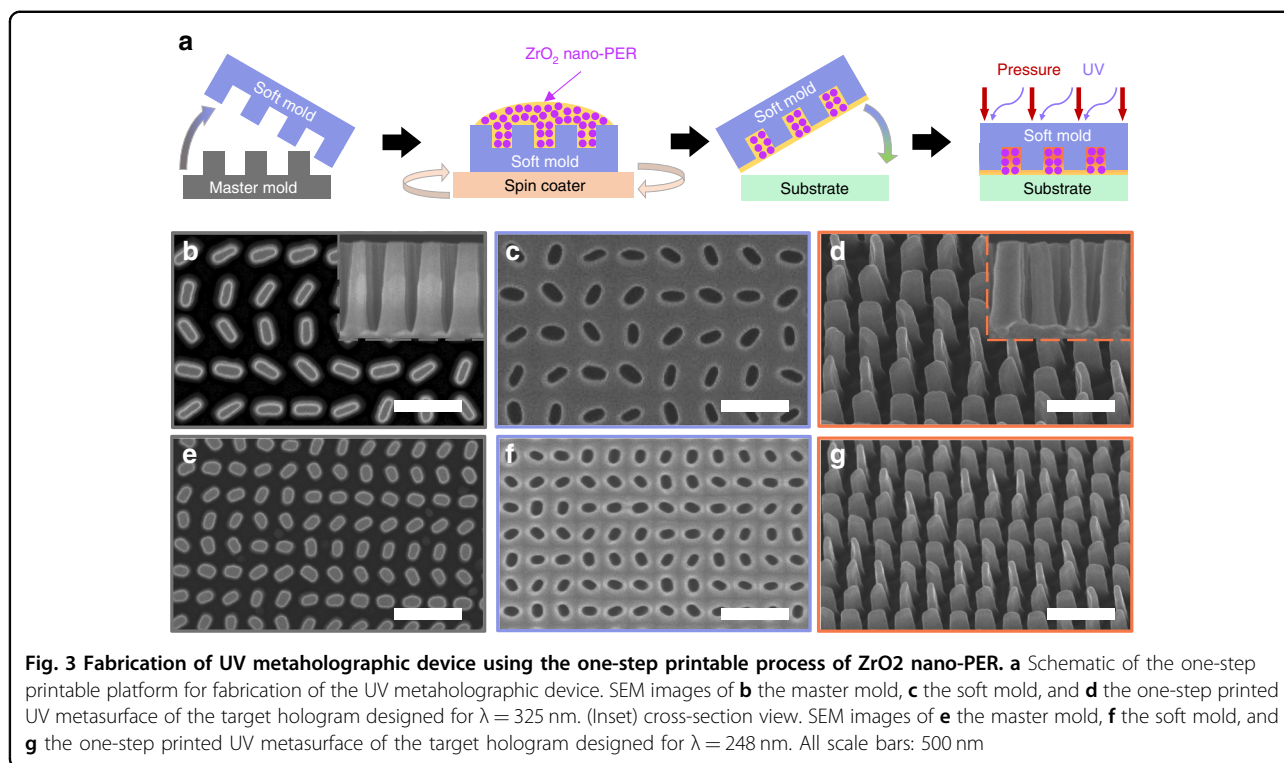 a
ZrO₂ nano-PER
Pressure UV
Soft mold
Soft mold
Soft mold
Soft mold
Master mold
Spin coater
Substrate
Substrate
b
c
d
e
f
g
Fig. 3 Fabrication of UV metaholographic device using the one-step printable process of ZrO2 nano-PER. a Schematic of the one-step
printable platform for fabrication of the UV metaholographic device. SEM images of b the master mold, c the soft mold, and d the one-step printed
UV metasurface of the target hologram designed for λ = 325 nm. (Inset) cross-section view. SEM images of e the master mold, f the soft mold, and
g the one-step printed UV metasurface of the target hologram designed for λ = 248 nm. All scale bars: 500 nm